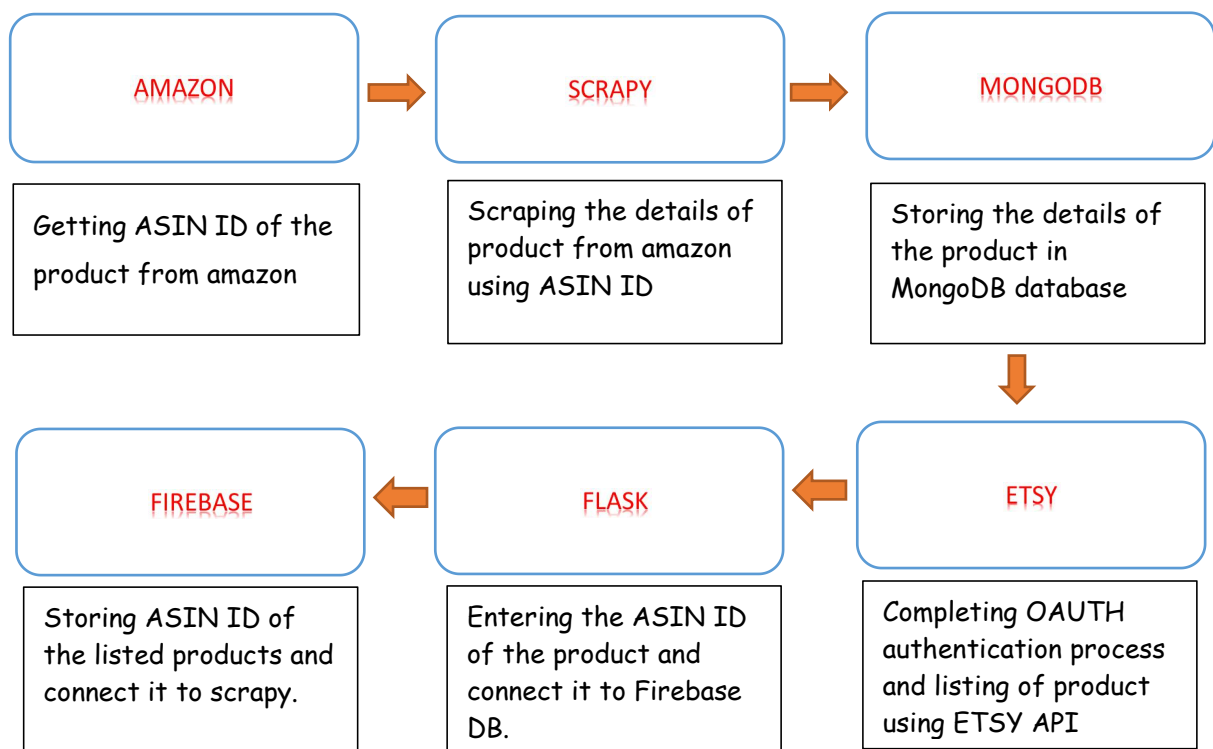 AMAZON
SCRAPY
MONGODB
Getting ASIN ID of the
product from amazon
Scraping the details of
product from amazon
using ASIN ID
Storing the details of
the product in
MongoDB database
FIREBASE
FLASK
ETSY
Storing ASIN ID of
the listed products and
connect it to scrapy.
Entering the ASIN ID
of the product and
connect it to Firebase
DB.
Completing OAUTH
authentication process
and listing of product
using ETSY API